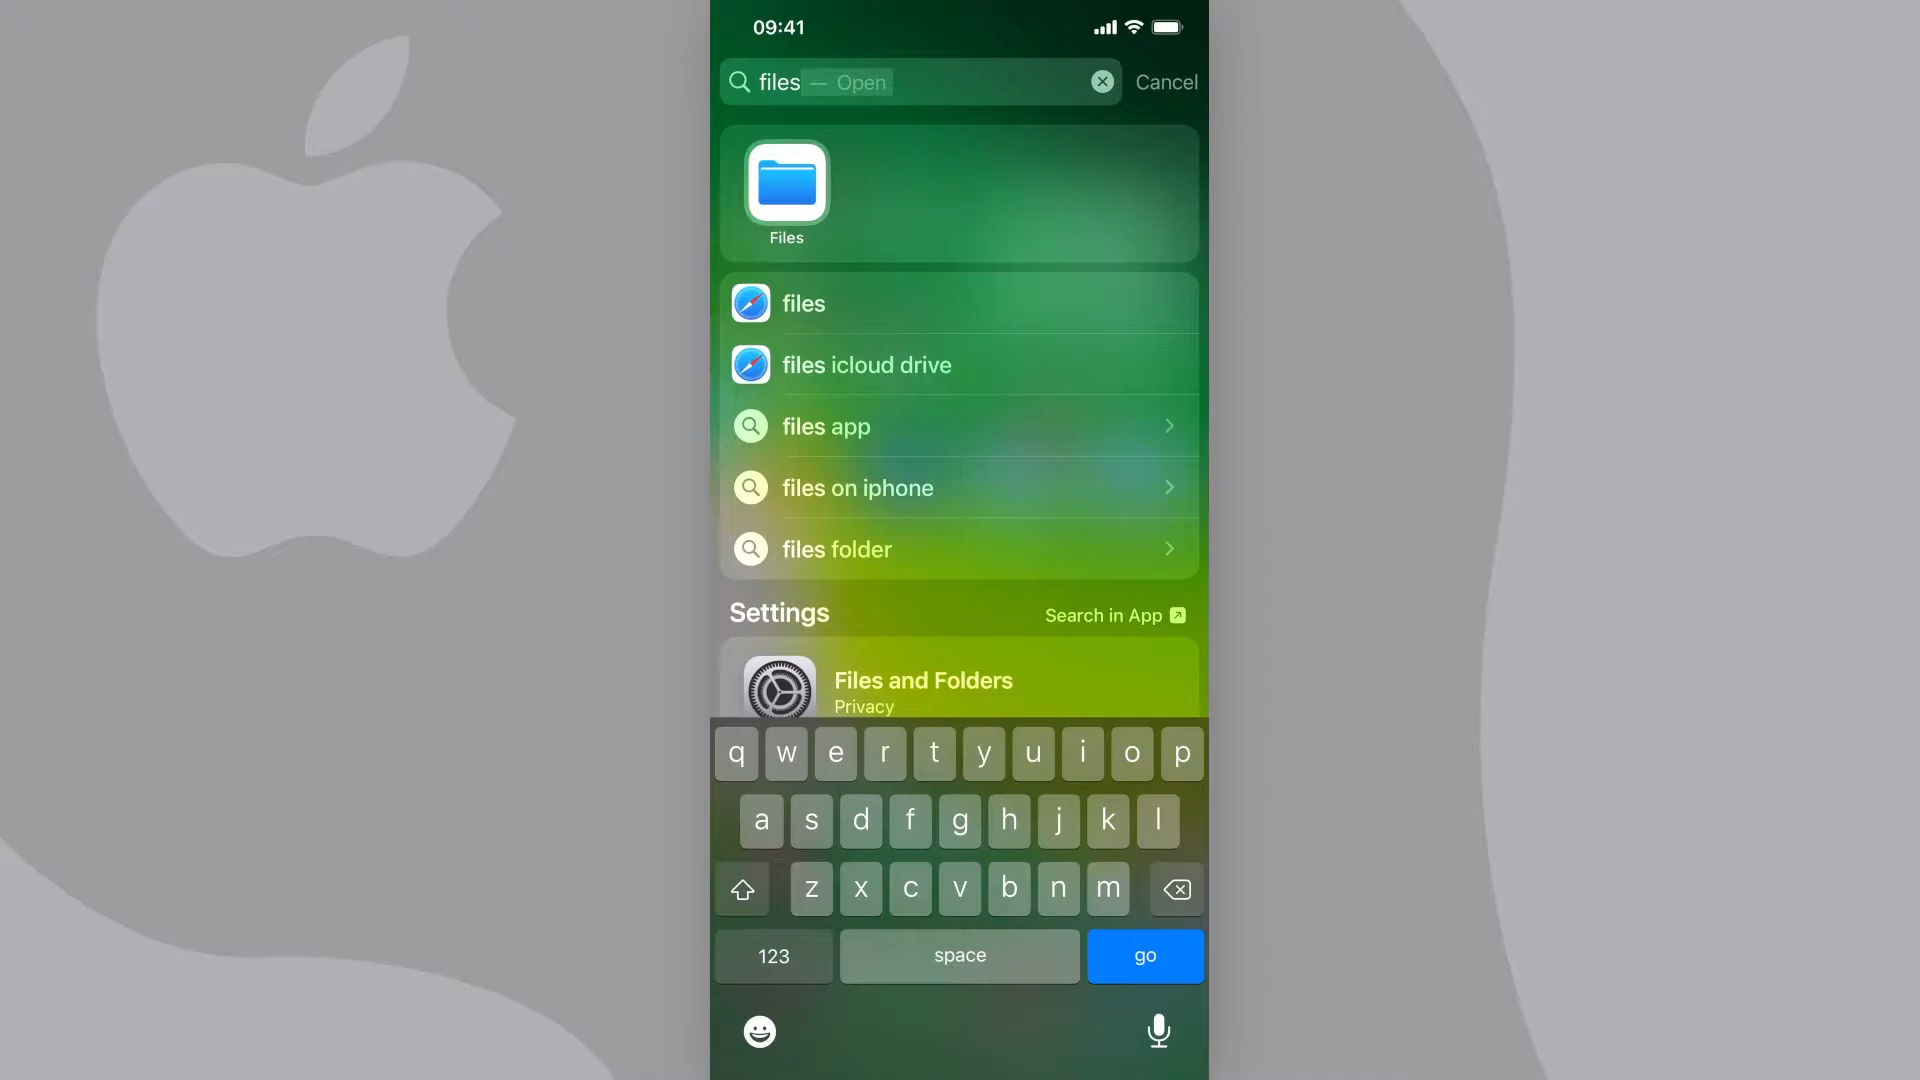 09:41
files — Open
Cancel
Files
files
files icloud drive
files app
files on iphone
files folder
Settings
Search in App
Files and Folders
Privacy
q w e r t y u i o p
a s d f g h j k l
z x c v b n m
123 space go